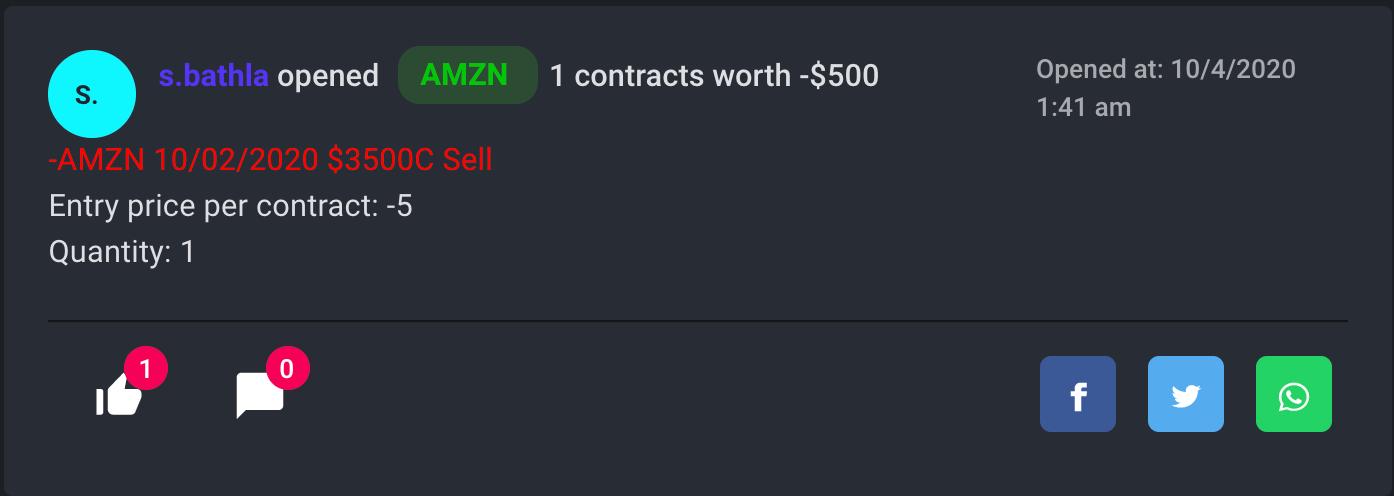 S.
s.bathla opened AMZN 1 contracts worth -$500
Opened at: 10/4/2020
1:41 am
-AMZN 10/02/2020 $3500C Sell
Entry price per contract: -5
Quantity: 1
1
0